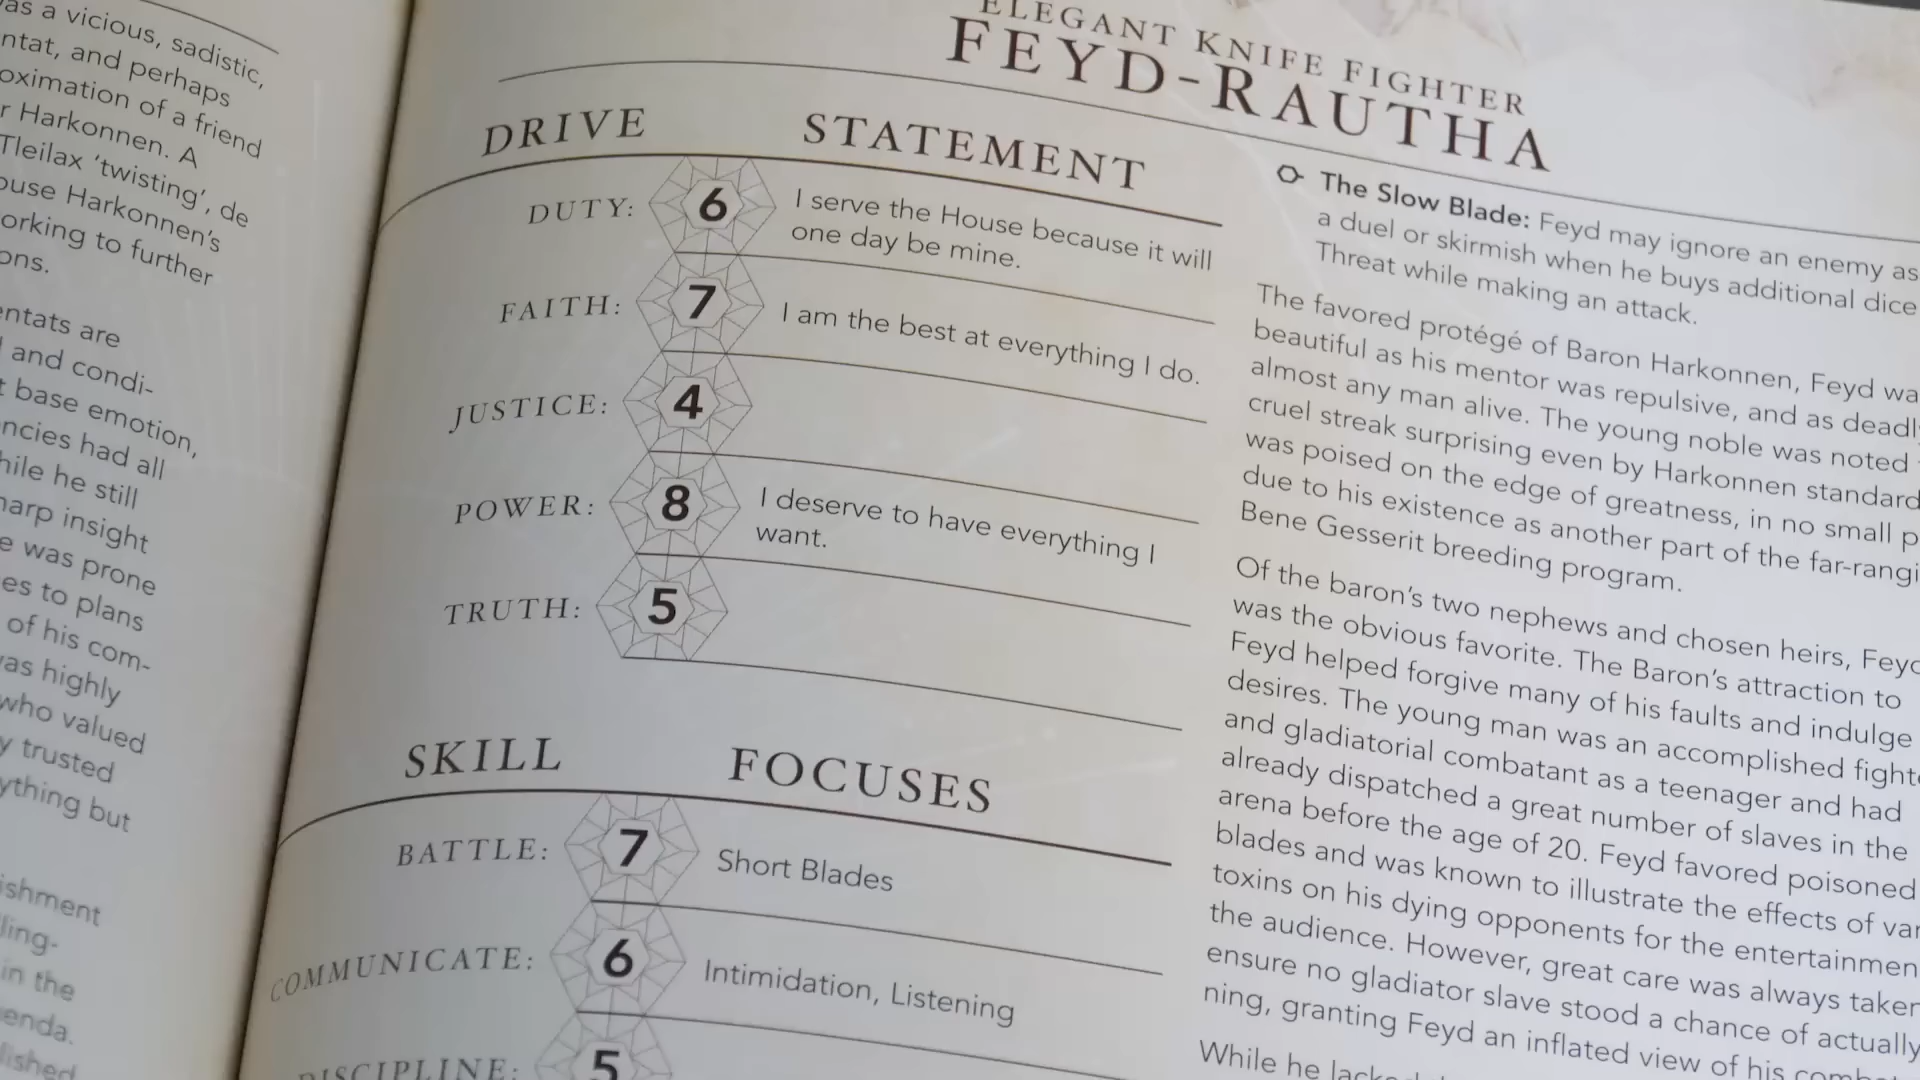 as a vicious, sadistic,
ntat, and perhaps
oximation of a friend
r Harkonnen. A
Tleilax 'twisting', de
ouse Harkonnen's
orking to further
ons.
entats are
l and condi-
t base emotion,
ncies had all
hile he still
harp insight
e was prone
es to plans
of his com-
vas highly
who valued
y trusted
ything but
ishment
ling-
in the
enda.
lished
ELEGANT KNIFE FIGHTER
FEYD-RAUTHA
DRIVE STATEMENT
DUTY: 6 I serve the House because it will
one day be mine.
FAITH: 7 I am the best at everything I do.
JUSTICE: 4
POWER: 8 I deserve to have everything I
want.
TRUTH: 5
SKILL FOCUSES
BATTLE: 7 Short Blades
COMMUNICATE: 6 Intimidation, Listening
DISCIPLINE: 5
The Slow Blade: Feyd may ignore an enemy as
a duel or skirmish when he buys additional dice
Threat while making an attack.
The favored protégé of Baron Harkonnen, Feyd wa
beautiful as his mentor was repulsive, and as deadl
almost any man alive. The young noble was noted
cruel streak surprising even by Harkonnen standard
was poised on the edge of greatness, in no small p
due to his existence as another part of the far-rangi
Bene Gesserit breeding program.
Of the baron's two nephews and chosen heirs, Feyd
was the obvious favorite. The Baron's attraction to
Feyd helped forgive many of his faults and indulge
desires. The young man was an accomplished fighte
and gladiatorial combatant as a teenager and had
already dispatched a great number of slaves in the
arena before the age of 20. Feyd favored poisoned
blades and was known to illustrate the effects of var
toxins on his dying opponents for the entertainmen
the audience. However, great care was always taken
ensure no gladiator slave stood a chance of actually
ning, granting Feyd an inflated view of his comba
While he lacked